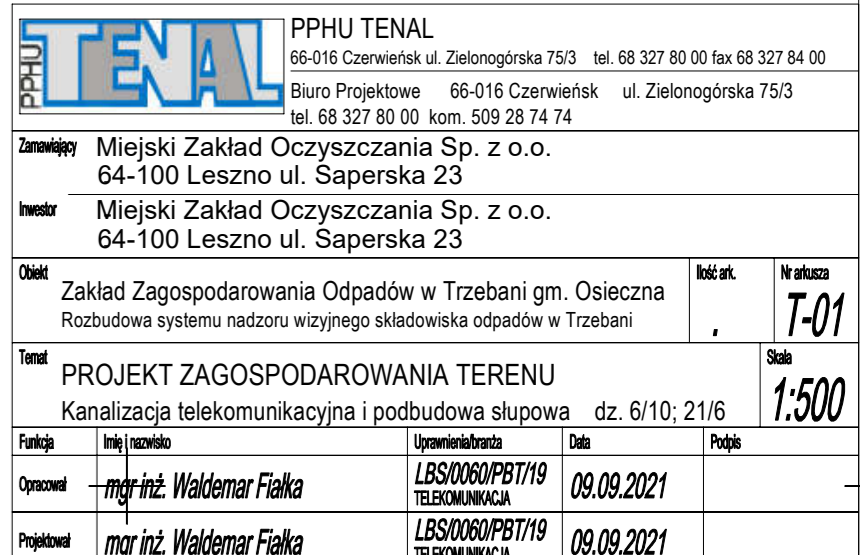 PPHU TENAL
PPHU TENAL
66-016 Czerwieńsk ul. Zielonogórska 75/3 tel. 68 327 80 00 fax 68 327 84 00
Biuro Projektowe 66-016 Czerwieńsk ul. Zielonogórska 75/3
tel. 68 327 80 00 kom. 509 28 74 74
Zamawiający Miejski Zakład Oczyszczania Sp. z o.o.
64-100 Leszno ul. Saperska 23
Inwestor Miejski Zakład Oczyszczania Sp. z o.o.
64-100 Leszno ul. Saperska 23
Obiekt Ilość ark. Nr arkusza
Zakład Zagospodarowania Odpadów w Trzebani gm. Osieczna
Rozbudowa systemu nadzoru wizyjnego składowiska odpadów w Trzebani . T-01
Temat Skala
PROJEKT ZAGOSPODAROWANIA TERENU
Kanalizacja telekomunikacyjna i podbudowa słupowa dz. 6/10; 21/6 1:500
Funkcja Imię i nazwisko Uprawnienia/branża Data Podpis
Opracował mgr inż. Waldemar Fiałka LBS/0060/PBT/19 09.09.2021
TELEKOMUNIKACJA
Projektował mgr inż. Waldemar Fiałka LBS/0060/PBT/19 09.09.2021
TELEKOMUNIKACJA